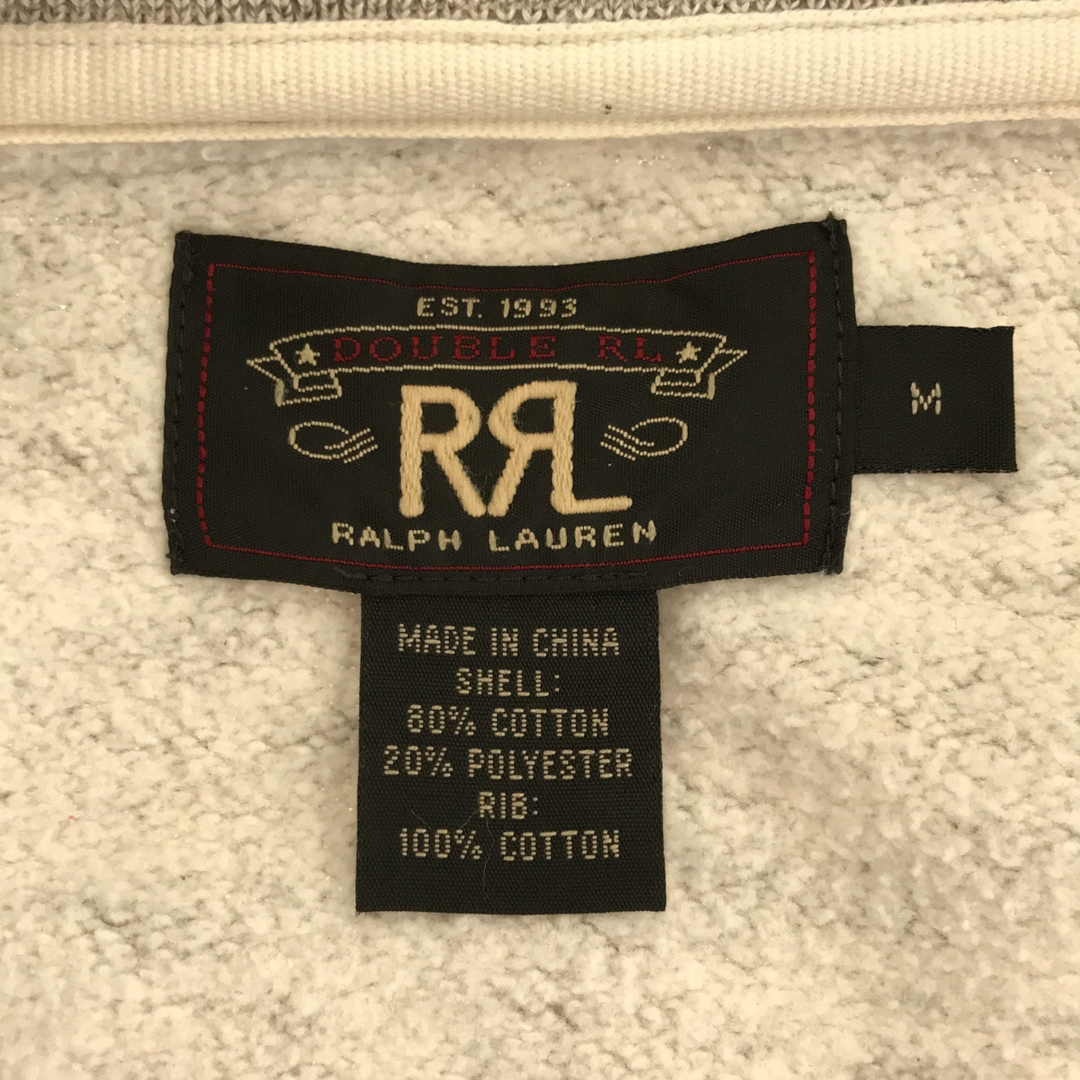 EST. 1993
DOUBLE RL
RRL
RALPH LAUREN
M
MADE IN CHINA
SHELL:
80% COTTON
20% POLYESTER
RIB:
100% COTTON